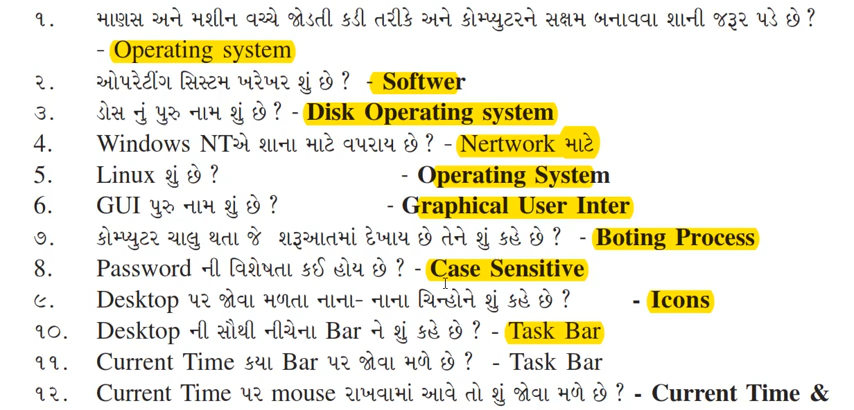 ૧. માણસ અને મશીન વચ્ચે જોડતી કડી તરીકે અને કોમ્પ્યુટરને સક્ષમ બનાવવા શાની જરૂર પડે છે ?
- Operating system
૨. ઓપરેટીંગ સિસ્ટમ ખરેખર શું છે ? - Softwer
૩. ડોસ નું પુરુ નામ શું છે ? - Disk Operating system
4. Windows NTએ શાના માટે વપરાય છે ? - Nertwork માટે
5. Linux શું છે ? - Operating System
6. GUI પુરુ નામ શું છે ? - Graphical User Inter
૭. કોમ્પ્યુટર ચાલુ થતા જે શરૂઆતમાં દેખાય છે તેને શું કહે છે ? - Boting Process
8. Password ની વિશેષતા કઈ હોય છે ? - Case Sensitive
૯. Desktop પર જોવા મળતા નાના- નાના ચિન્હોને શું કહે છે ? - Icons
૧૦. Desktop ની સૌથી નીચેના Bar ને શું કહે છે ? - Task Bar
૧૧. Current Time કયા Bar પર જોવા મળે છે ? - Task Bar
૧૨. Current Time પર mouse રાખવામાં આવે તો શું જોવા મળે છે ? - Current Time &